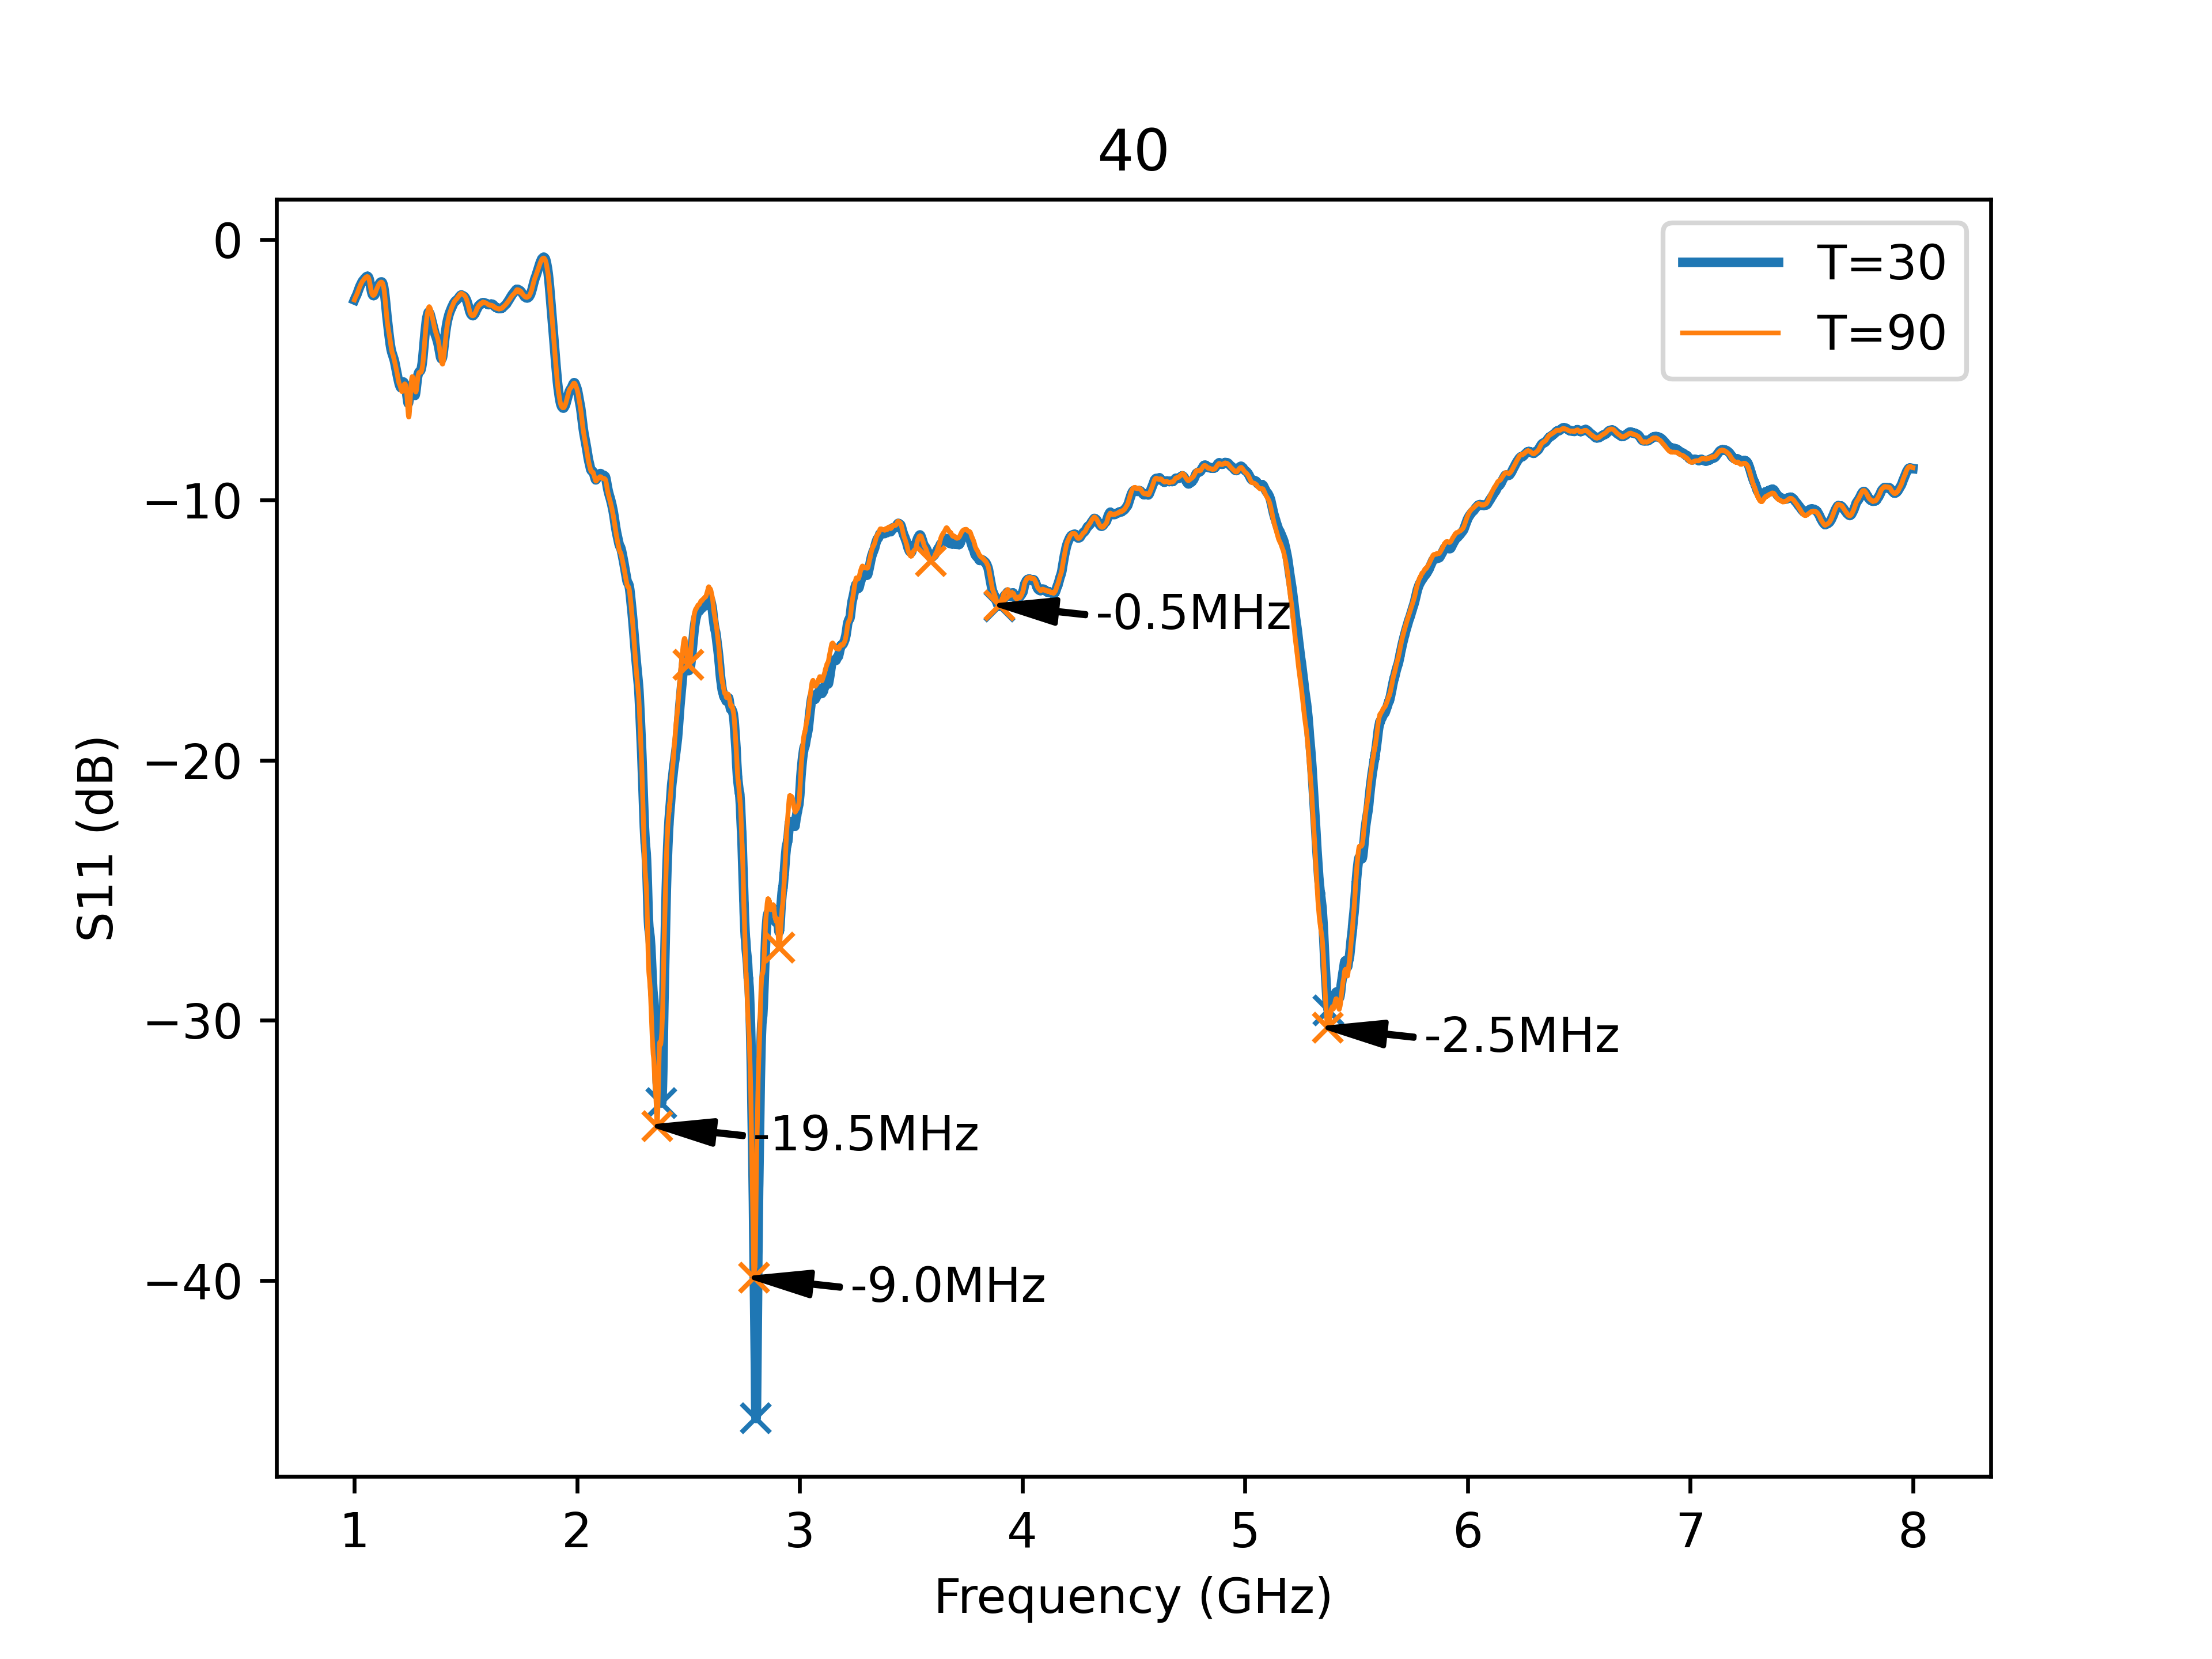 40
0
−10
−20
−30
−40
S11 (dB)
T=30
T=90
-0.5MHz
-2.5MHz
-19.5MHz
-9.0MHz
1 2 3 4 5 6 7 8
Frequency (GHz)